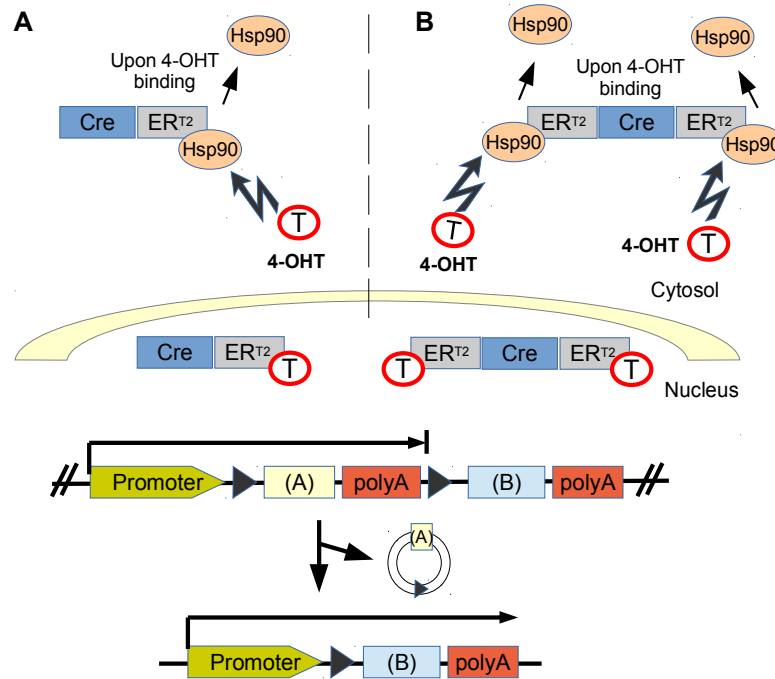 A
Hsp90
Upon 4-OHT
binding
Cre
ERT2
Hsp90
T
4-OHT
B
Hsp90
Hsp90
Upon 4-OHT
binding
Hsp90
ERT2
Cre
ERT2
Hsp90
T
4-OHT
4-OHT
T
Cytosol
Cre
ERT2
T
T
ERT2
Cre
ERT2
T
Nucleus
Promoter
(A)
polyA
(B)
polyA
(A)
Promoter
(B)
polyA